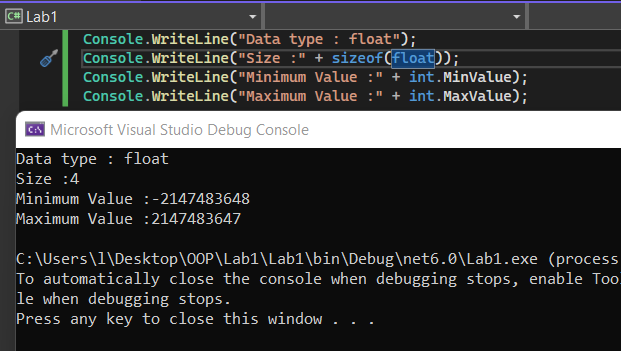 C# Lab1
Console.WriteLine("Data type : float");
Console.WriteLine("Size :" + sizeof(float));
Console.WriteLine("Minimum Value :" + int.MinValue);
Console.WriteLine("Maximum Value :" + int.MaxValue);
C:\ Microsoft Visual Studio Debug Console
Data type : float
Size :4
Minimum Value :-2147483648
Maximum Value :2147483647
C:\Users\l\Desktop\OOP\Lab1\Lab1\bin\Debug\net6.0\Lab1.exe (process
To automatically close the console when debugging stops, enable Too
le when debugging stops.
Press any key to close this window . . .